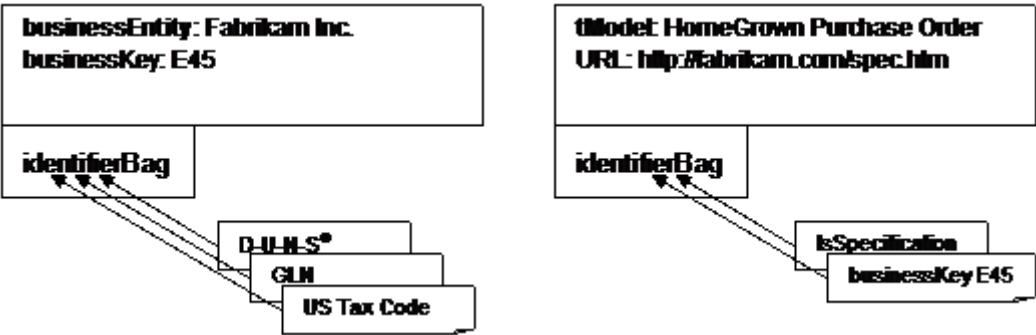 businessEntity: Fabrikam Inc.
businessKey: E45
identifierBag
D-U-N-S®
GLN
US Tax Code
tModel: HomeGrown Purchase Order
URL: http://fabrikam.com/spec.htm
identifierBag
IsSpecification
businessKey E45